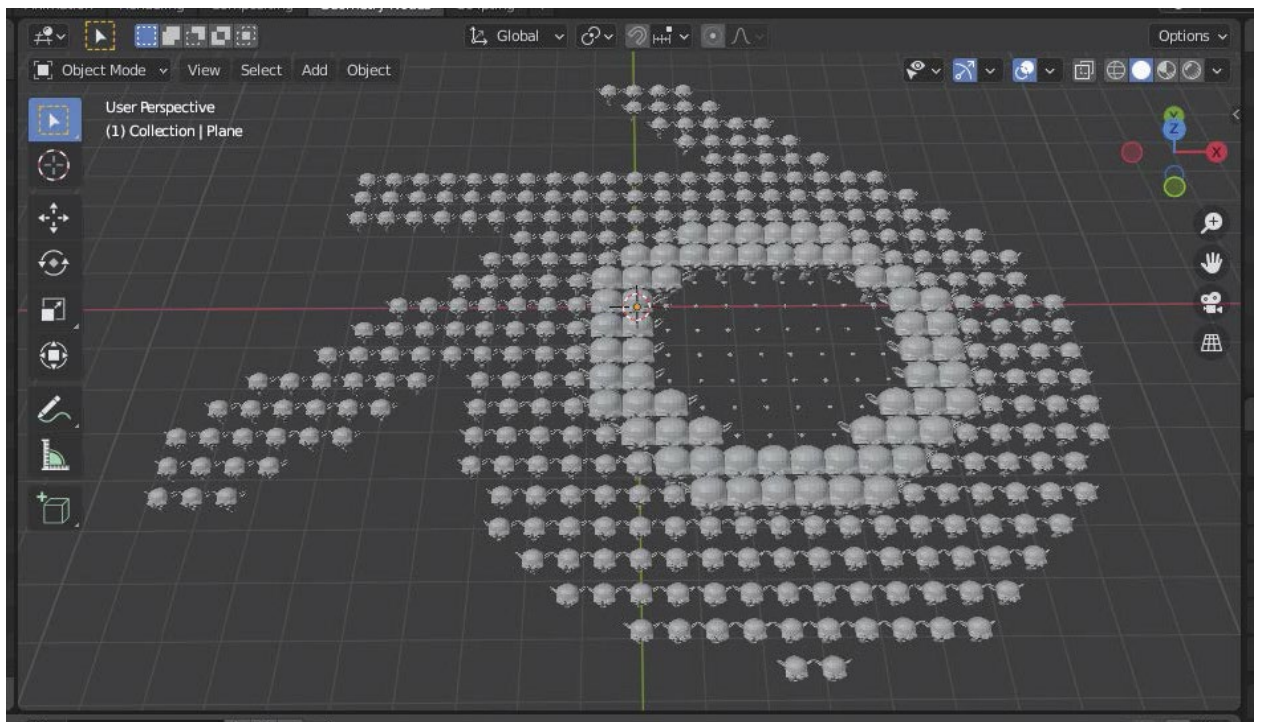 Global
Options
Object Mode View Select Add Object
User Perspective
(1) Collection | Plane
Y
Z
X